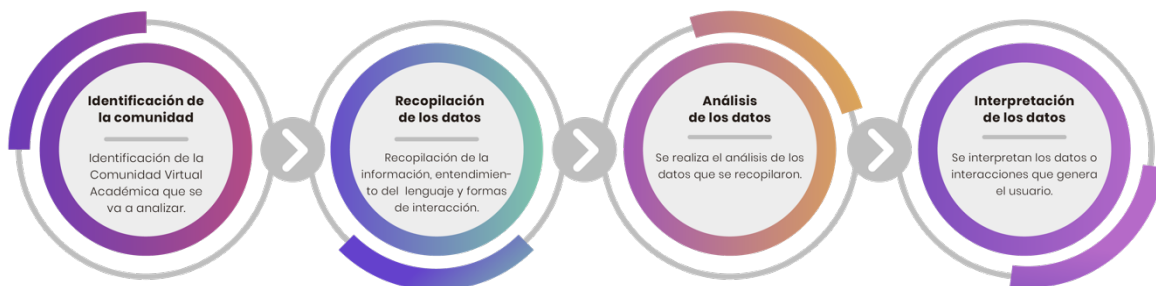 Identificación de
la comunidad
Identificación de la
Comunidad Virtual
Académica que se
va a analizar.
Recopilación
de los datos
Recopilación de la
información, entendimien-
to del lenguaje y formas
de interacción.
Análisis
de los datos
Se realiza el análisis de los
datos que se recopilaron.
Interpretación
de los datos
Se interpretan los datos o
interacciones que genera
el usuario.